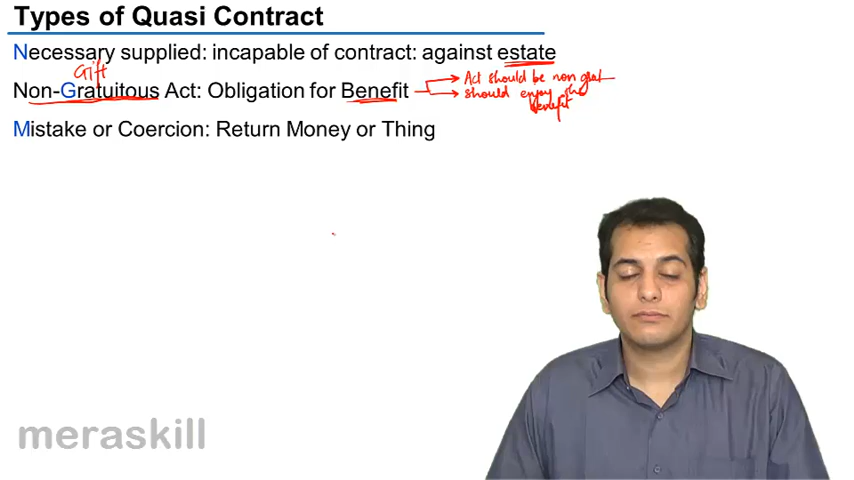 Types of Quasi Contract
Necessary supplied: incapable of contract: against estate
Gift
Non-Gratuitous Act: Obligation for Benefit
Act should be non grat
should enjoy the
benefit
Mistake or Coercion: Return Money or Thing
meraskill